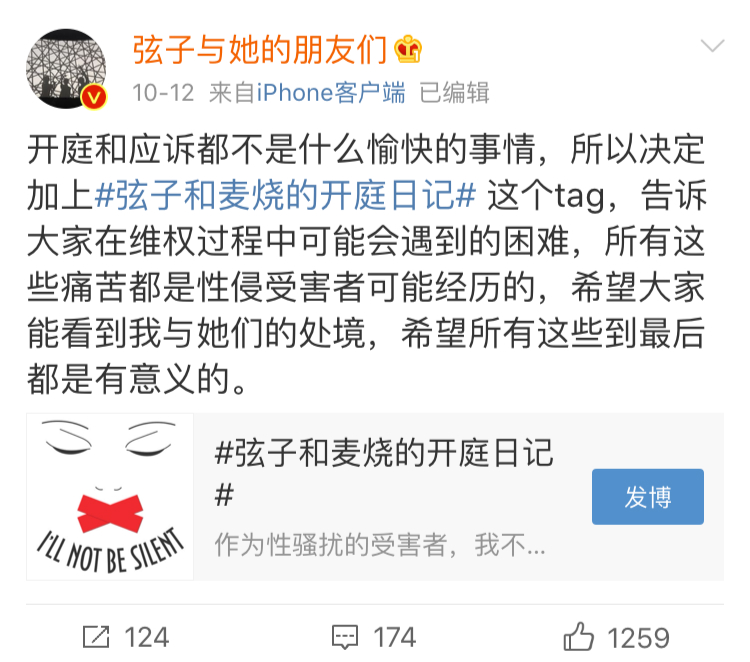 弦子与她的朋友们
10-12 来自iPhone客户端 已编辑
开庭和应诉都不是什么愉快的事情，所以决定
加上#弦子和麦烧的开庭日记# 这个tag，告诉
大家在维权过程中可能会遇到的困难，所有这
些痛苦都是性侵受害者可能经历的，希望大家
能看到我与她们的处境，希望所有这些到最后
都是有意义的。
I'LL NOT BE SILENT
#弦子和麦烧的开庭日记
#
作为性骚扰的受害者，我不...
发博
124
174
1259